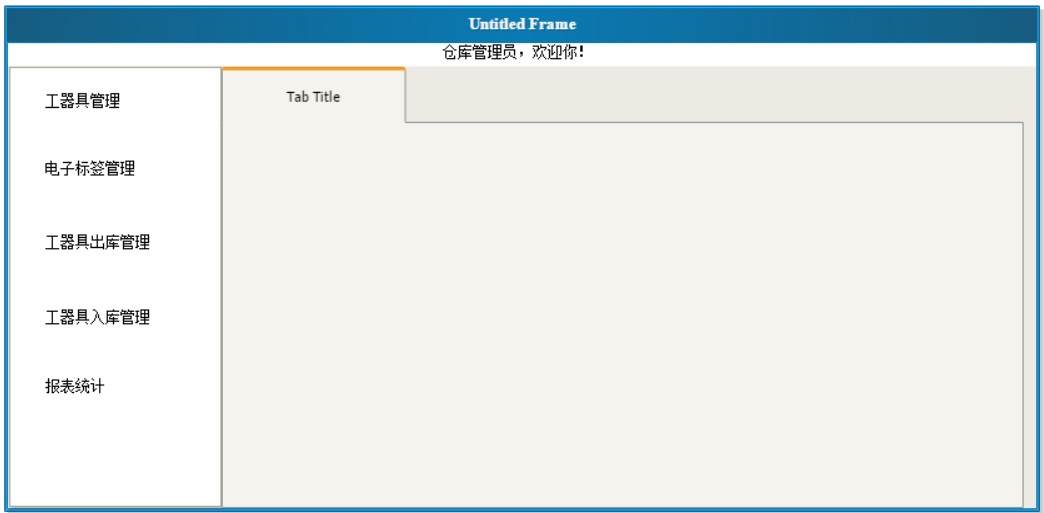 Untitled Frame
仓库管理员，欢迎你!
工器具管理
Tab Title
电子标签管理
工器具出库管理
工器具入库管理
报表统计